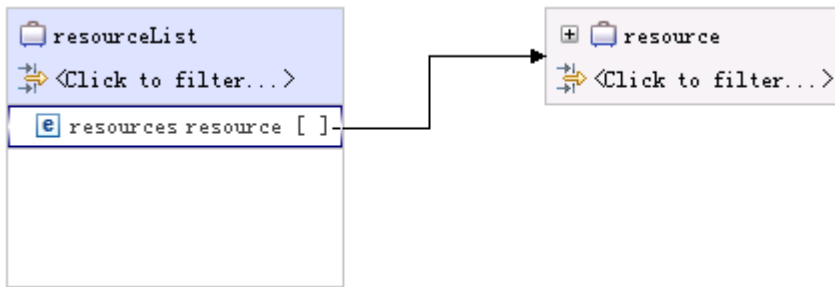 resourceList
<Click to filter...>
e resources resource [ ]
resource
<Click to filter...>